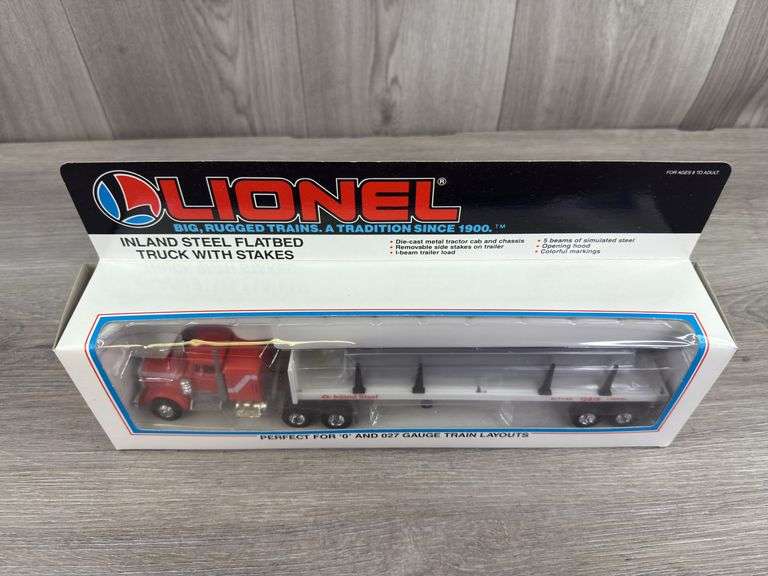 FOR AGES 8 TO ADULT
LIONEL®
BIG, RUGGED TRAINS. A TRADITION SINCE 1900.™
INLAND STEEL FLATBED
TRUCK WITH STAKES
• Die-cast metal tractor cab and chassis
• Removable side stakes on trailer
• I-beam trailer load
• 5 beams of simulated steel
• Opening hood
• Colorful markings
Inland Steel
PERFECT FOR 'O' AND 027 GAUGE TRAIN LAYOUTS